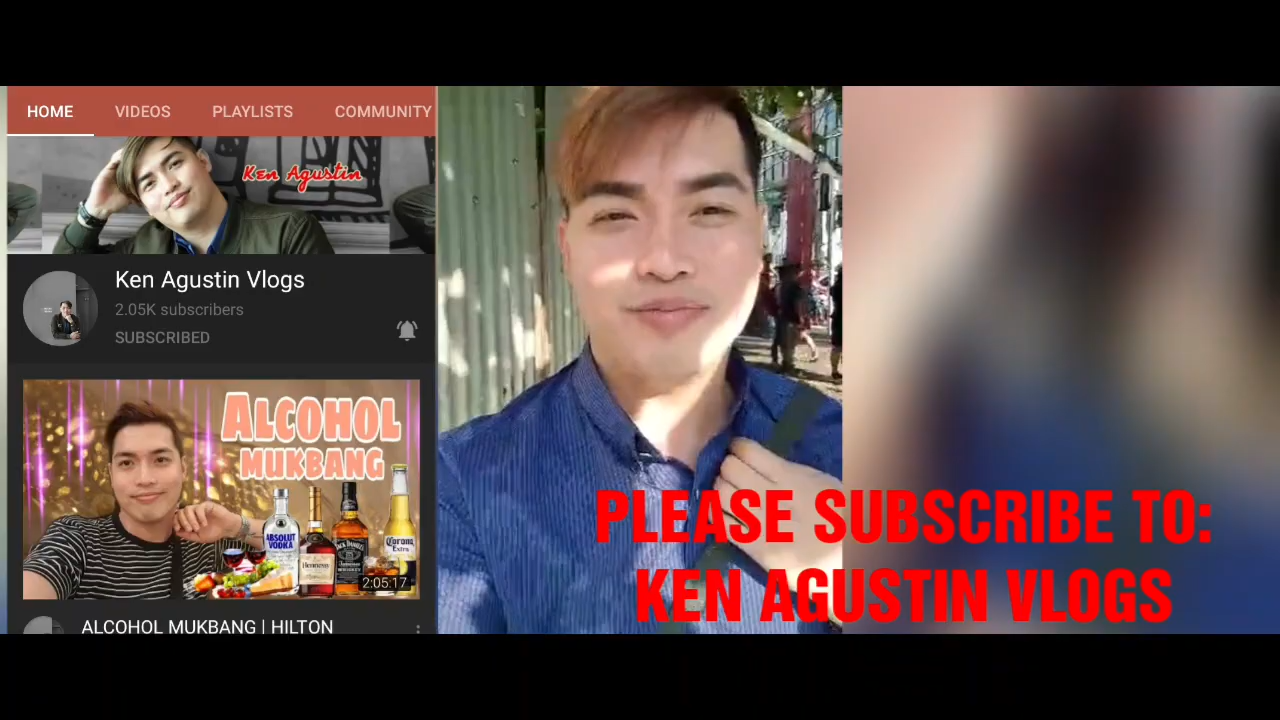 HOME VIDEOS PLAYLISTS COMMUNITY
Ken Agustin
Ken Agustin Vlogs
2.05K subscribers
SUBSCRIBED
ALCOHOL
MUKBANG
ABSOLUT
VODKA
Hennessy
JACK DANIEL'S
Corona
Extra
2:05:17
ALCOHOL MUKBANG | HILTON
PLEASE SUBSCRIBE TO:
KEN AGUSTIN VLOGS